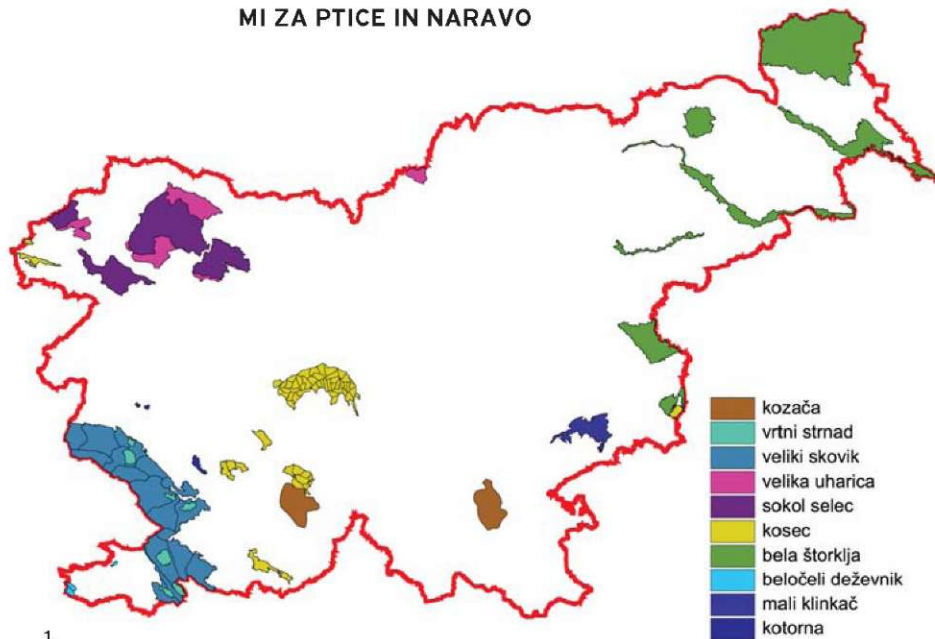 MI ZA PTICE IN NARAVO
kozača
vrtni strnad
veliki skovik
velika uharica
sokol selec
kosec
bela štorklja
beločeli deževnik
mali klinkač
kotorna
1